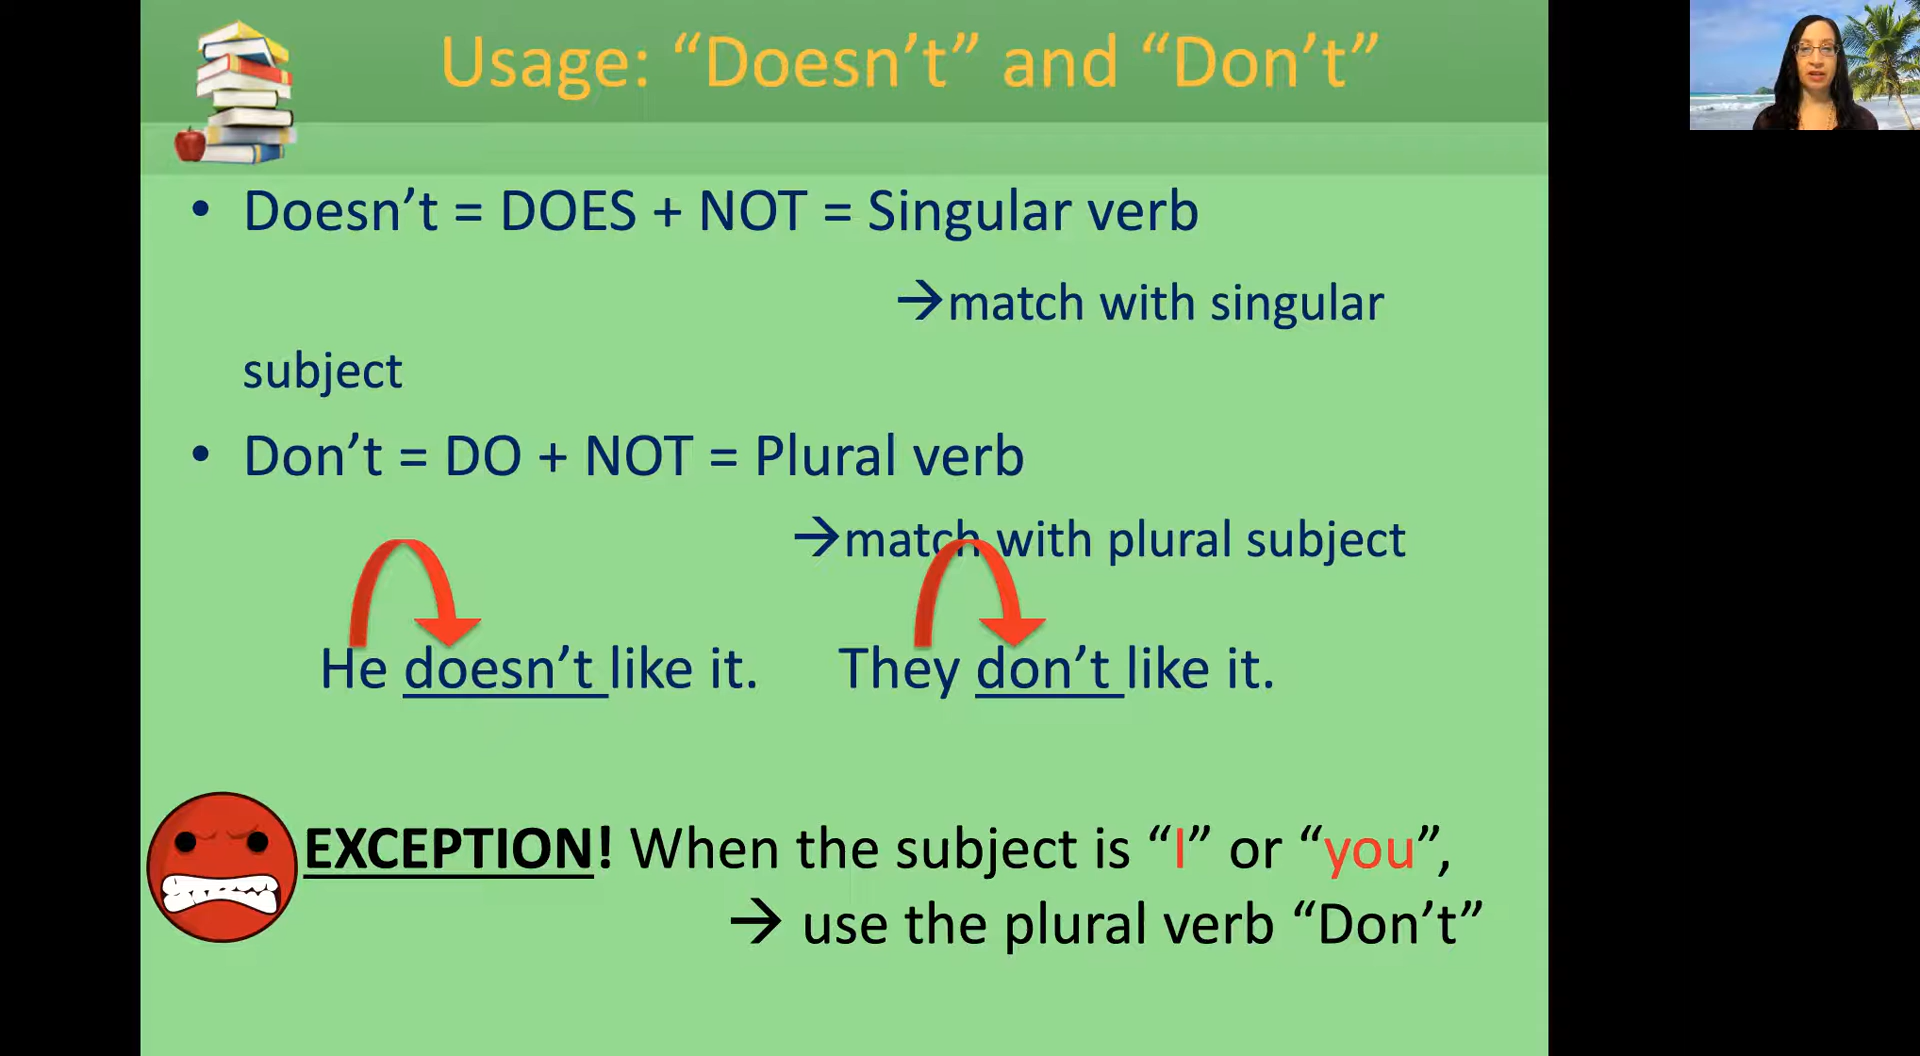 Usage: “Doesn’t” and “Don’t”
• Doesn’t = DOES + NOT = Singular verb
→match with singular
subject
• Don’t = DO + NOT = Plural verb
→match with plural subject
He doesn’t like it. They don’t like it.
EXCEPTION! When the subject is “I” or “you”,
→ use the plural verb “Don’t”